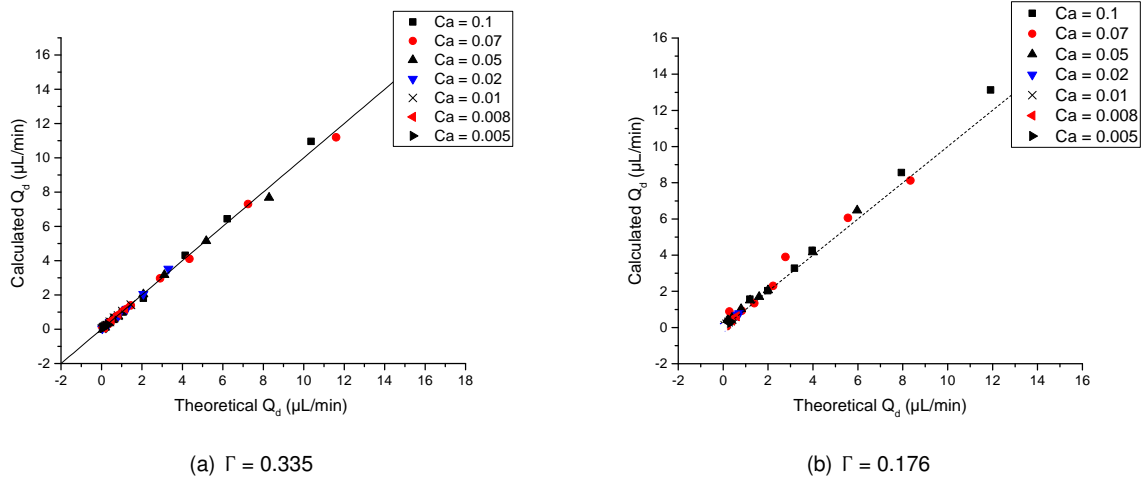 Ca = 0.1
Ca = 0.07
Ca = 0.05
Ca = 0.02
Ca = 0.01
Ca = 0.008
Ca = 0.005
16
14
12
10
8
6
4
2
0
-2
Calculated Q_d (µL/min)
-2 0 2 4 6 8 10 12 14 16 18
Theoretical Q_d (µL/min)
(a) Γ = 0.335
Ca = 0.1
Ca = 0.07
Ca = 0.05
Ca = 0.02
Ca = 0.01
Ca = 0.008
Ca = 0.005
16
14
12
10
8
6
4
2
0
-2
Calculated Q_d (µL/min)
-2 0 2 4 6 8 10 12 14 16
Theoretical Q_d (µL/min)
(b) Γ = 0.176